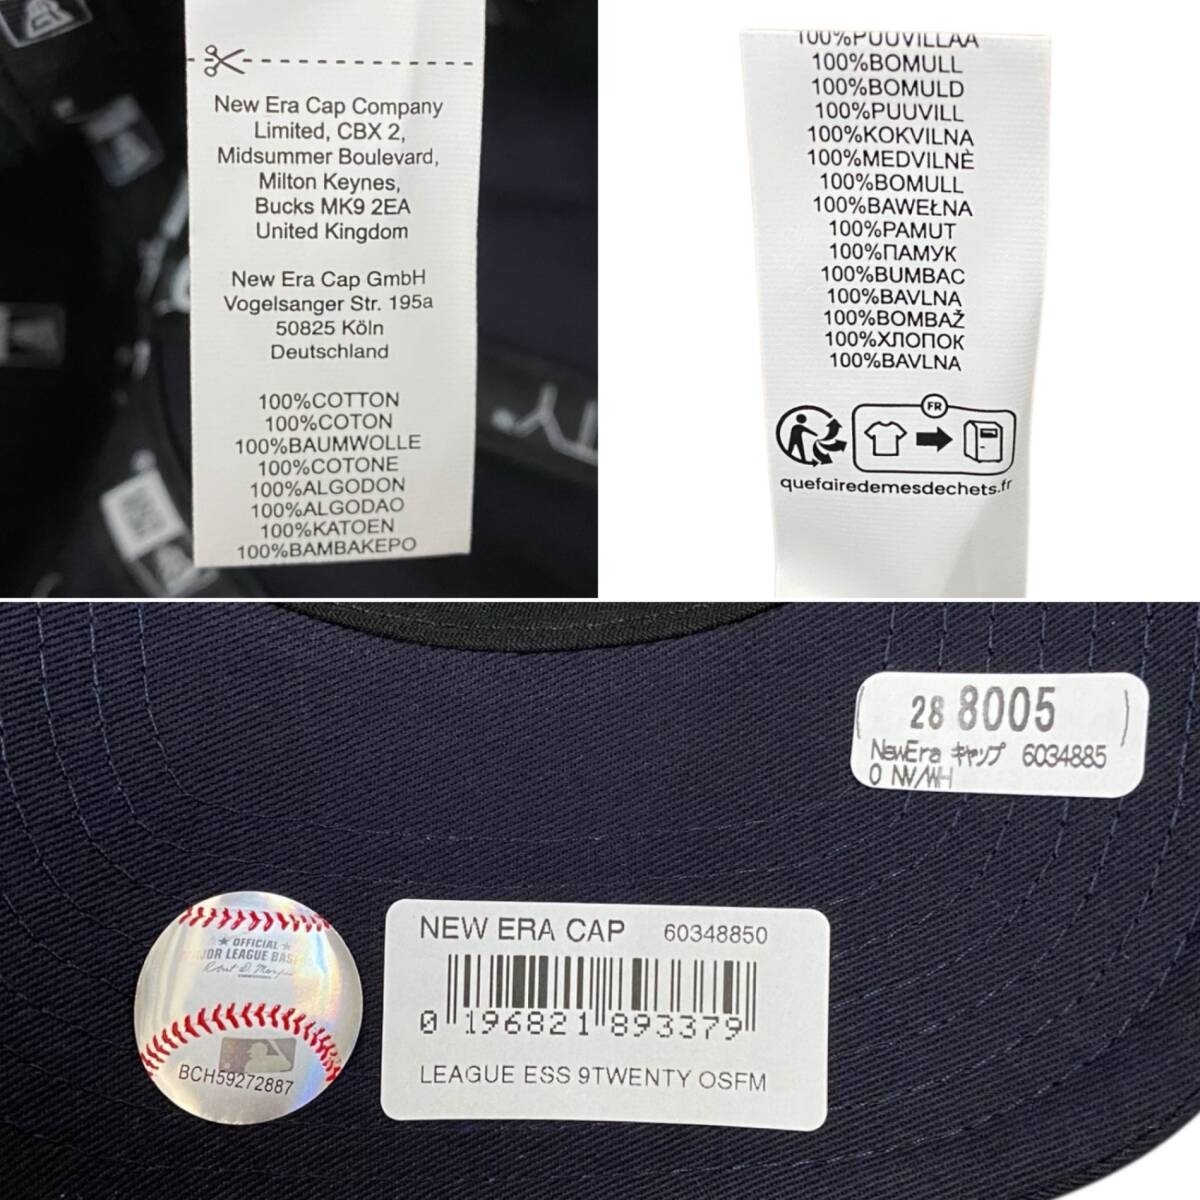 New Era Cap Company
Limited, CBX 2,
Midsummer Boulevard,
Milton Keynes,
Bucks MK9 2EA
United Kingdom
New Era Cap GmbH
Vogelsanger Str. 195a
50825 Köln
Deutschland
100%COTTON
100%COTON
100%BAUMWOLLE
100%COTONE
100%ALGODON
100%ALGODAO
100%KATOEN
100%ΒΑΜΒΑΚΕΡΟ
100%PUUVILLAA
100%BOMULL
100%BOMULD
100%PUUVILL
100%KOKVILNA
100%MEDVILNĖ
100%BOMULL
100%BAWEŁNA
100%PAMUT
100%ПАМУК
100%BUMBAC
100%BAVLNA
100%BOMBAŽ
100%ХЛОПОК
100%BAVLNA
FR
quefairedemesdechets.fr
28 8005
NewEra キャップ 6034885
0 NV/WH
OFFICIAL
MAJOR LEAGUE BASEBALL
BCH59272887
NEW ERA CAP 60348850
0 196821 893379
LEAGUE ESS 9TWENTY OSFM